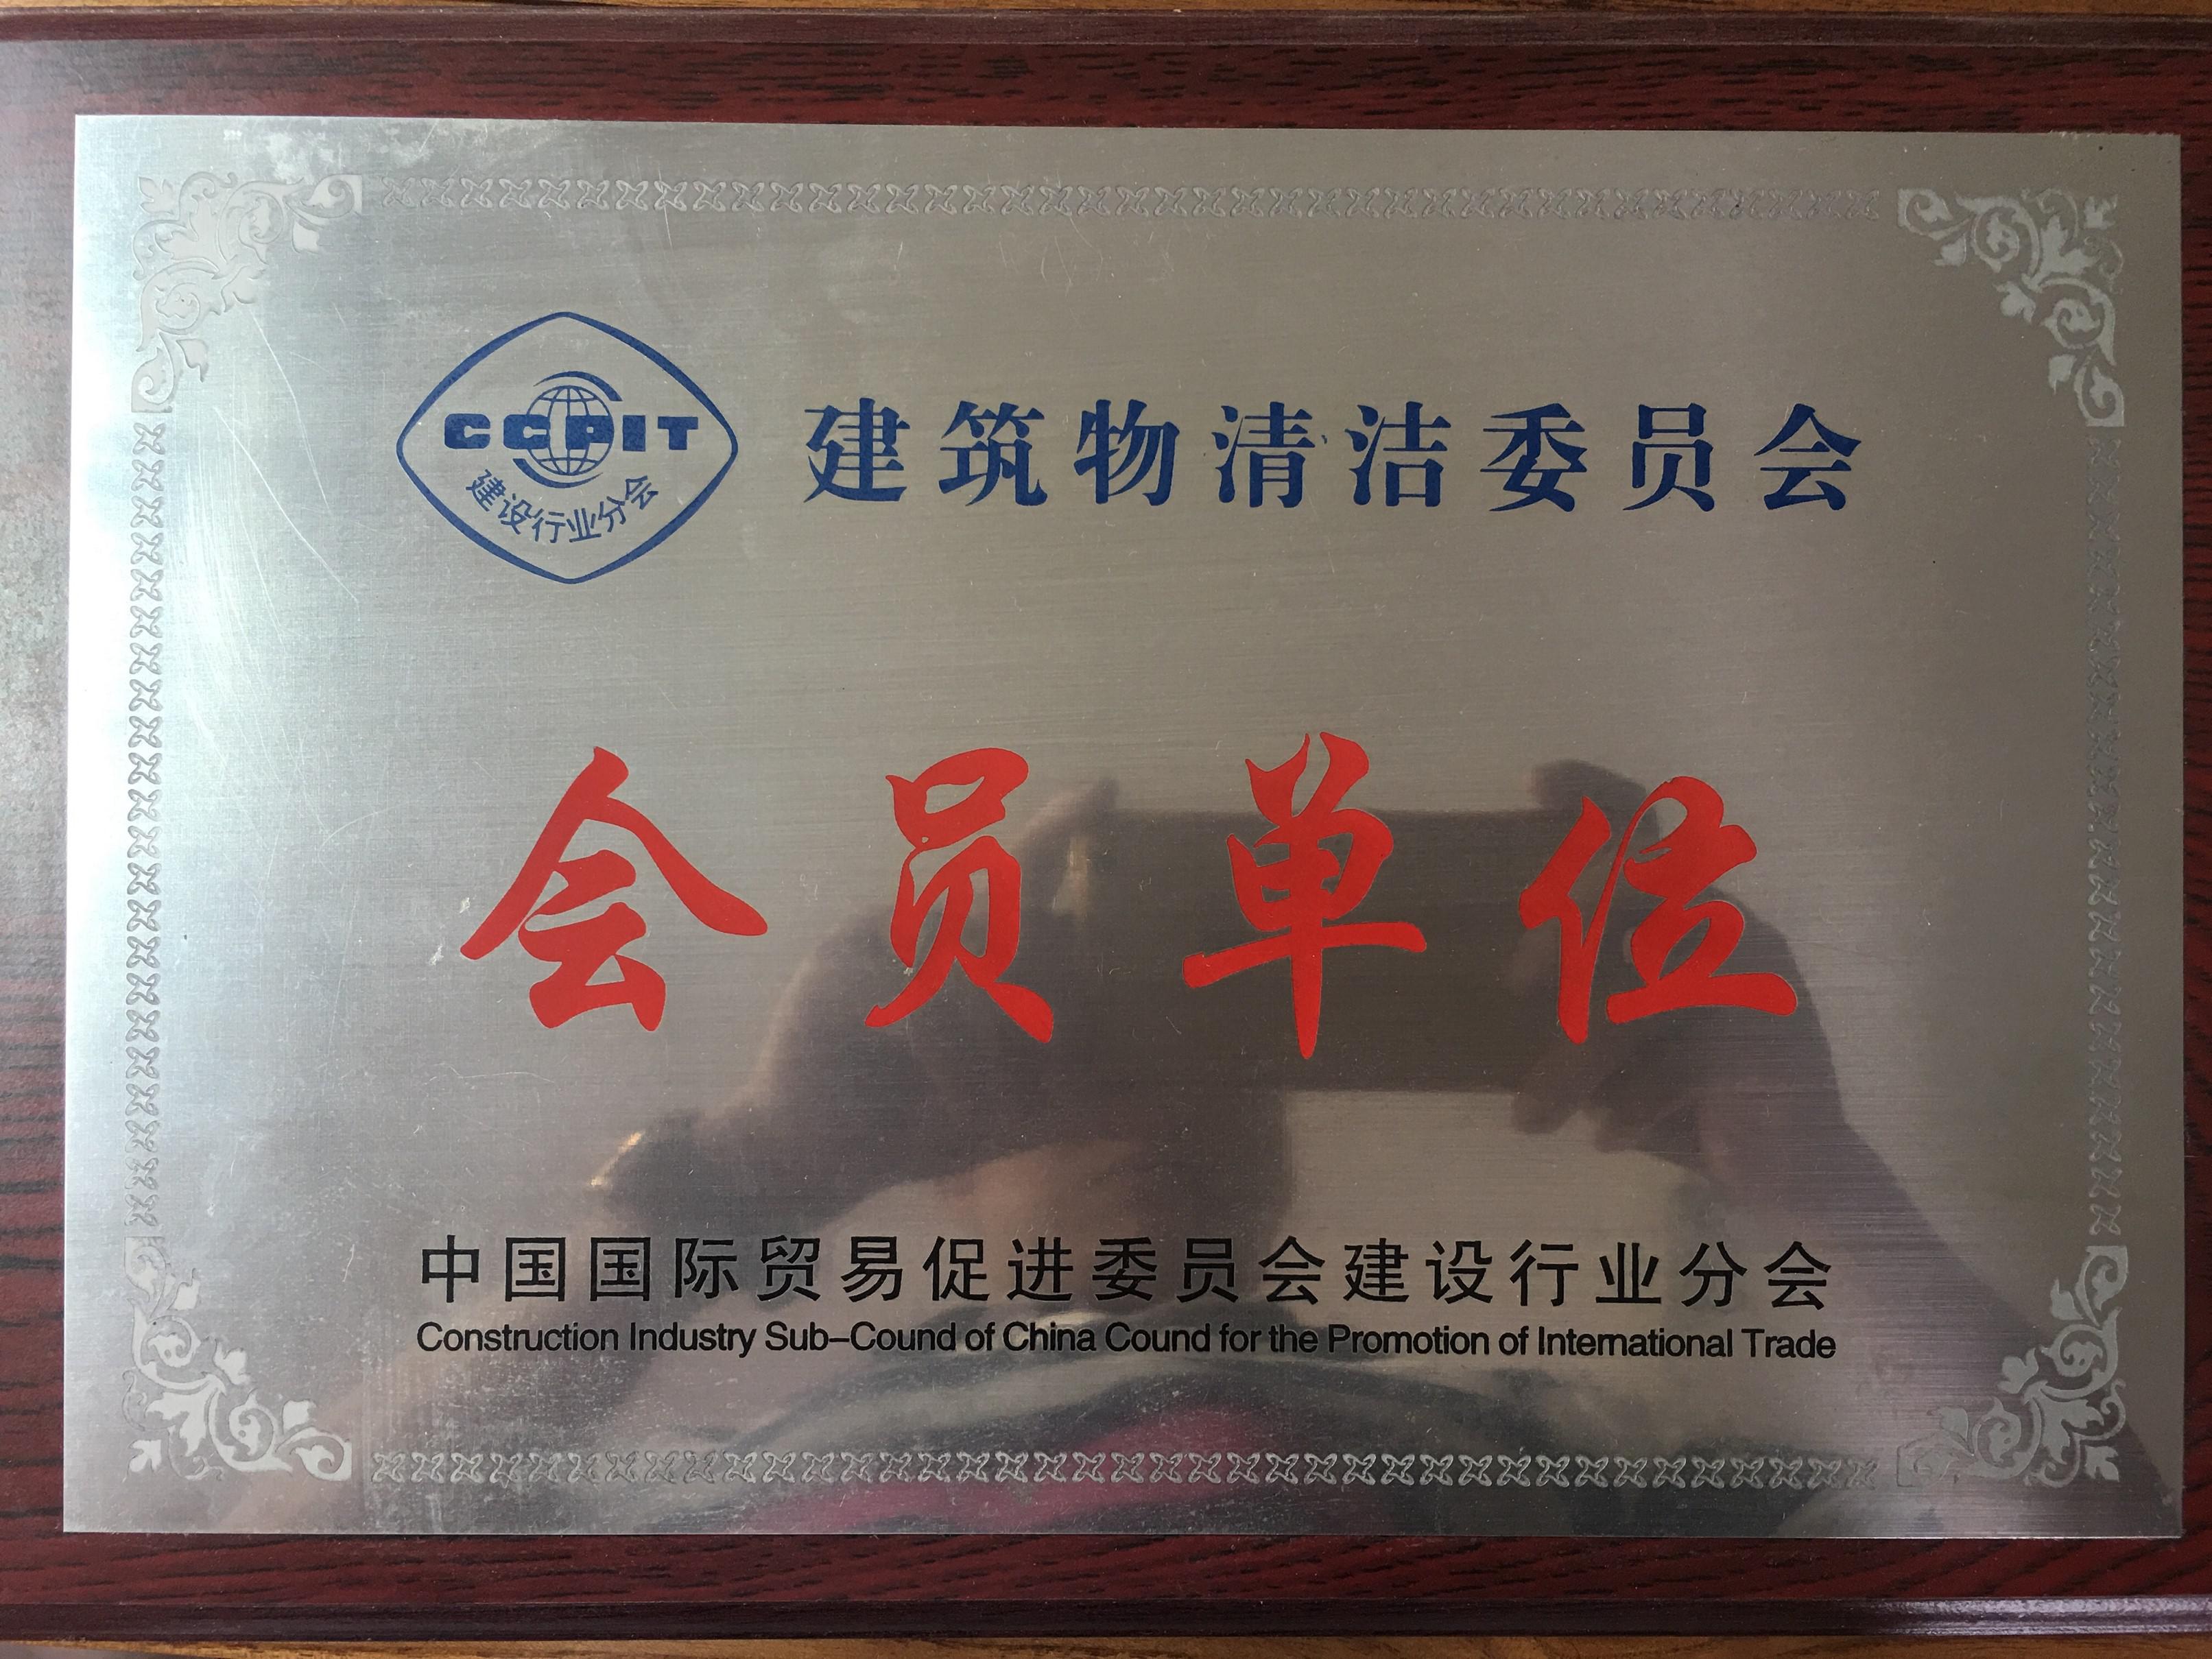 CCPIT
建设行业分会
建筑物清洁委员会
会员单位
中国国际贸易促进委员会建设行业分会
Construction Industry Sub-Cound of China Cound for the Promotion of International Trade